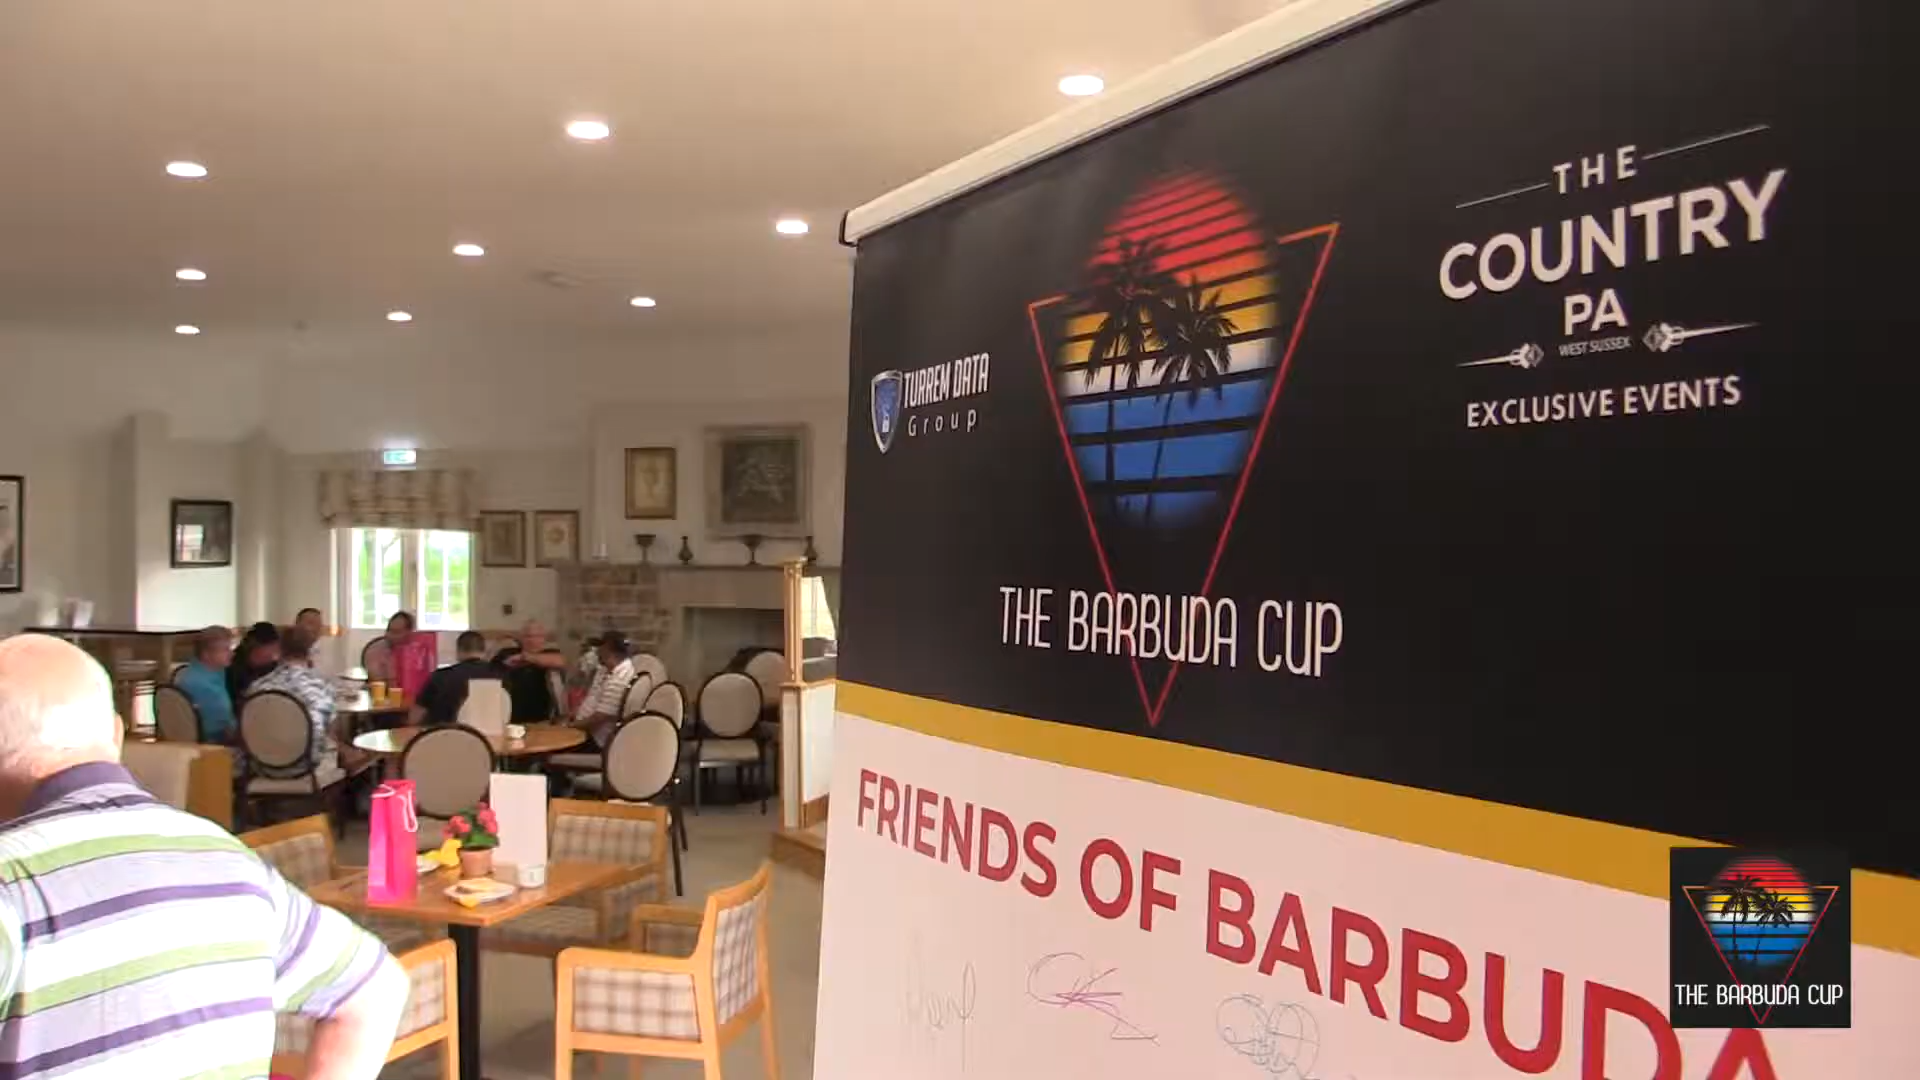 THE
COUNTRY
PA
WEST SUSSEX
EXCLUSIVE EVENTS
TURREM DATA
Group
THE BARBUDA CUP
FRIENDS OF BARBUDA
THE BARBUDA CUP